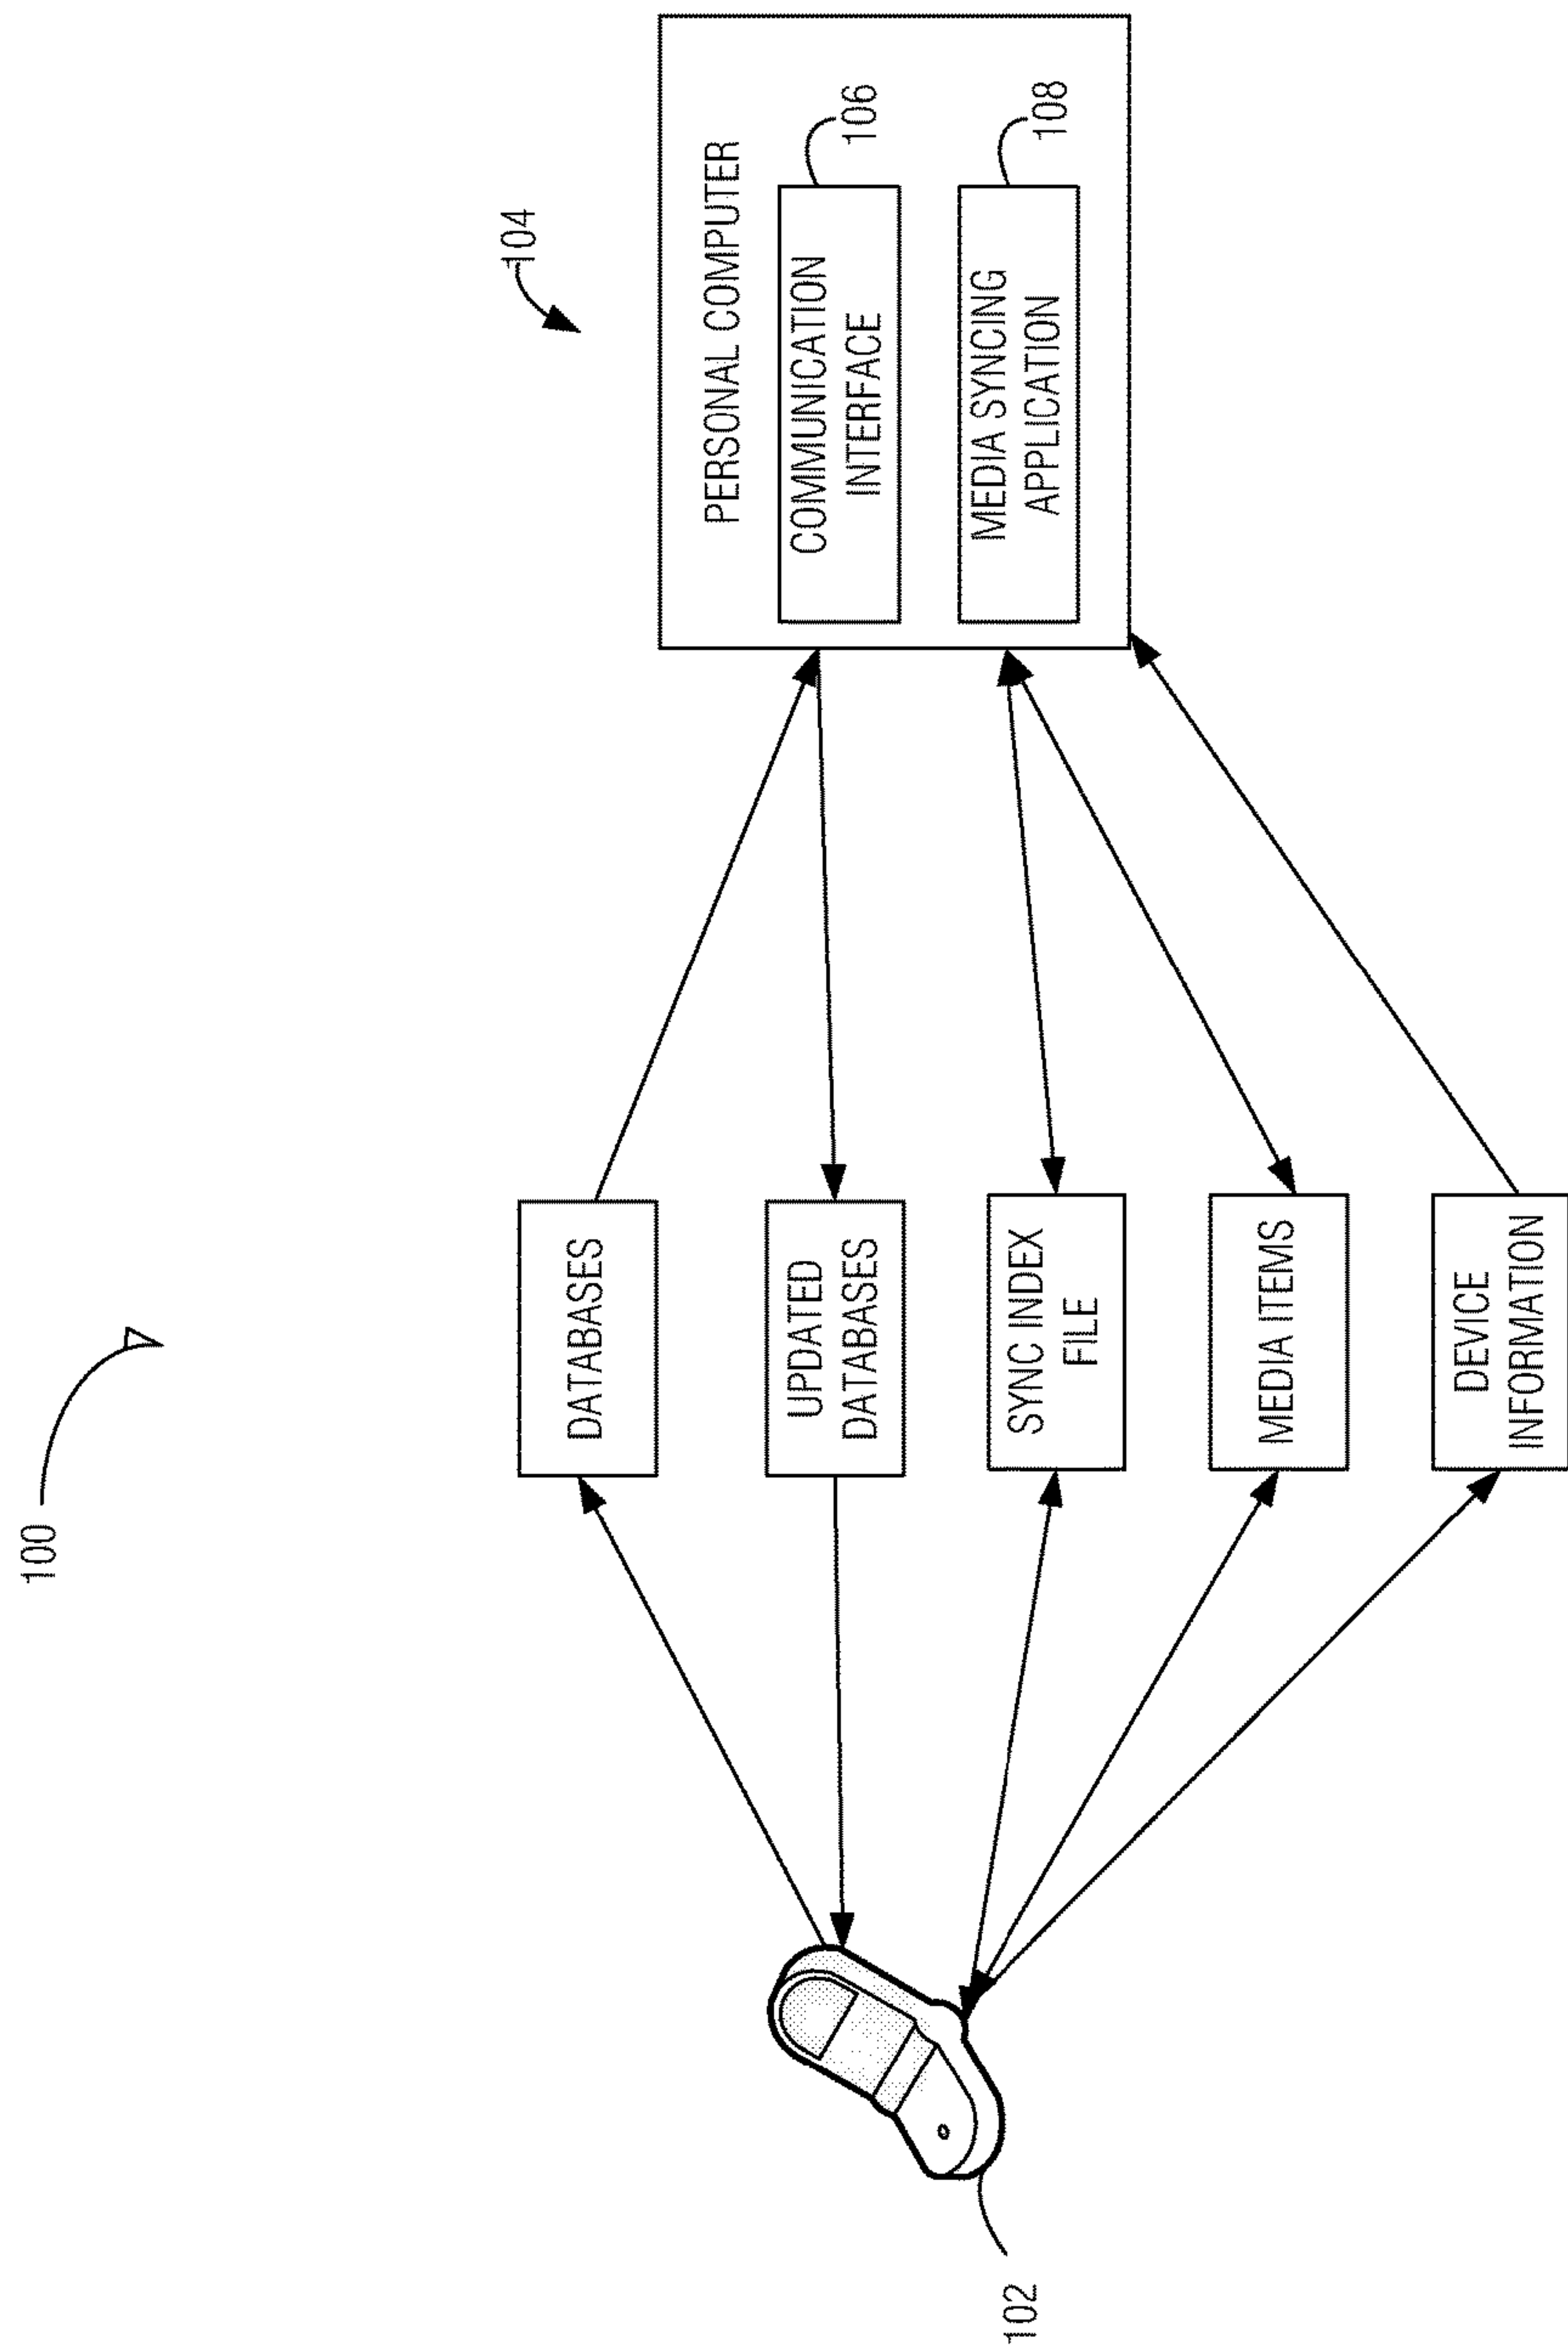 100
104
PERSONAL COMPUTER
COMMUNICATION
INTERFACE
106
MEDIA SYNCING
APPLICATION
108
DATABASES
UPDATED
DATABASES
SYNC INDEX
FILE
MEDIA ITEMS
DEVICE
INFORMATION
102